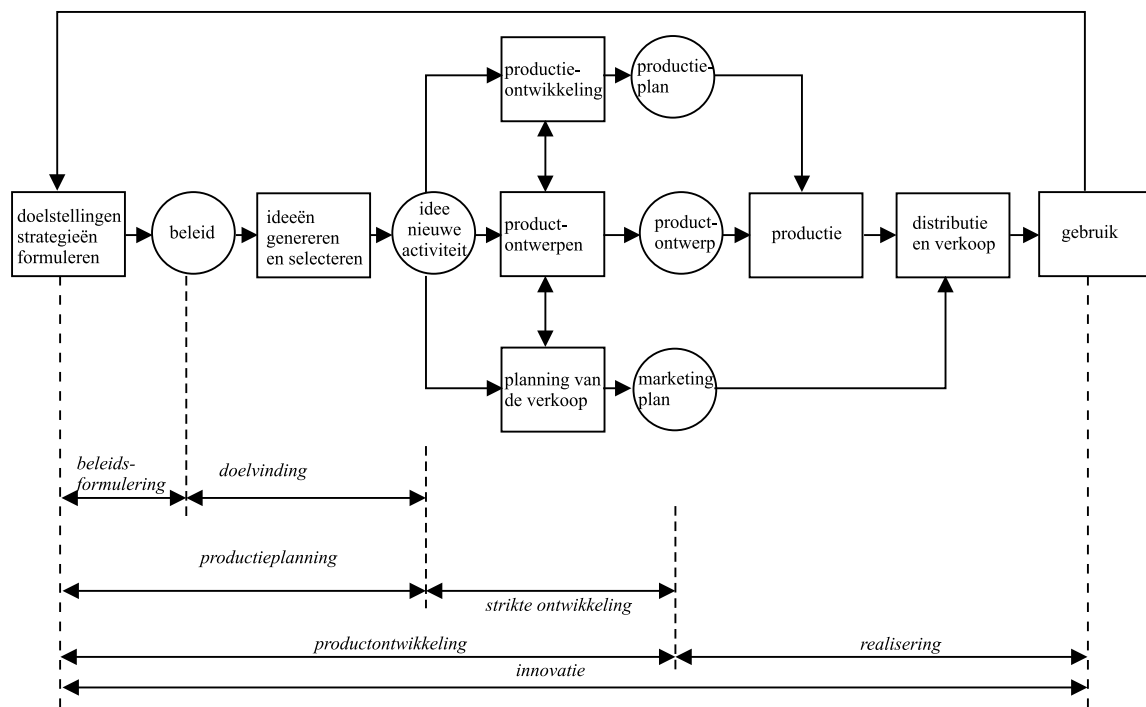 productie-
ontwikkeling
productie-
plan
doelstellingen
strategieën
formuleren
beleid
ideeën
genereren
en selecteren
idee
nieuwe
activiteit
product-
ontwerpen
product-
ontwerp
productie
distributie
en verkoop
gebruik
planning van
de verkoop
marketing
plan
beleids-
formulering
doelvinding
productieplanning
strikte ontwikkeling
productontwikkeling
realisering
innovatie